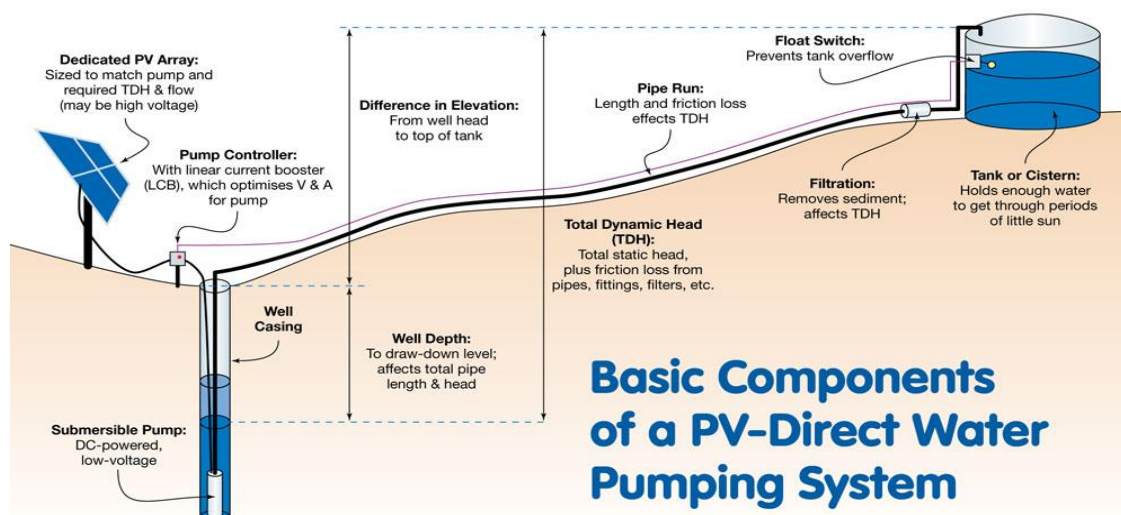 Dedicated PV Array:
Sized to match pump and
required TDH & flow
(may be high voltage)
Pump Controller:
With linear current booster
(LCB), which optimises V & A
for pump
Difference in Elevation:
From well head
to top of tank
Pipe Run:
Length and friction loss
effects TDH
Float Switch:
Prevents tank overflow
Filtration:
Removes sediment;
affects TDH
Tank or Cistern:
Holds enough water
to get through periods
of little sun
Total Dynamic Head
(TDH):
Total static head,
plus friction loss from
pipes, fittings, filters, etc.
Well
Casing
Well Depth:
To draw-down level;
affects total pipe
length & head
Submersible Pump:
DC-powered,
low-voltage
Basic Components
of a PV-Direct Water
Pumping System